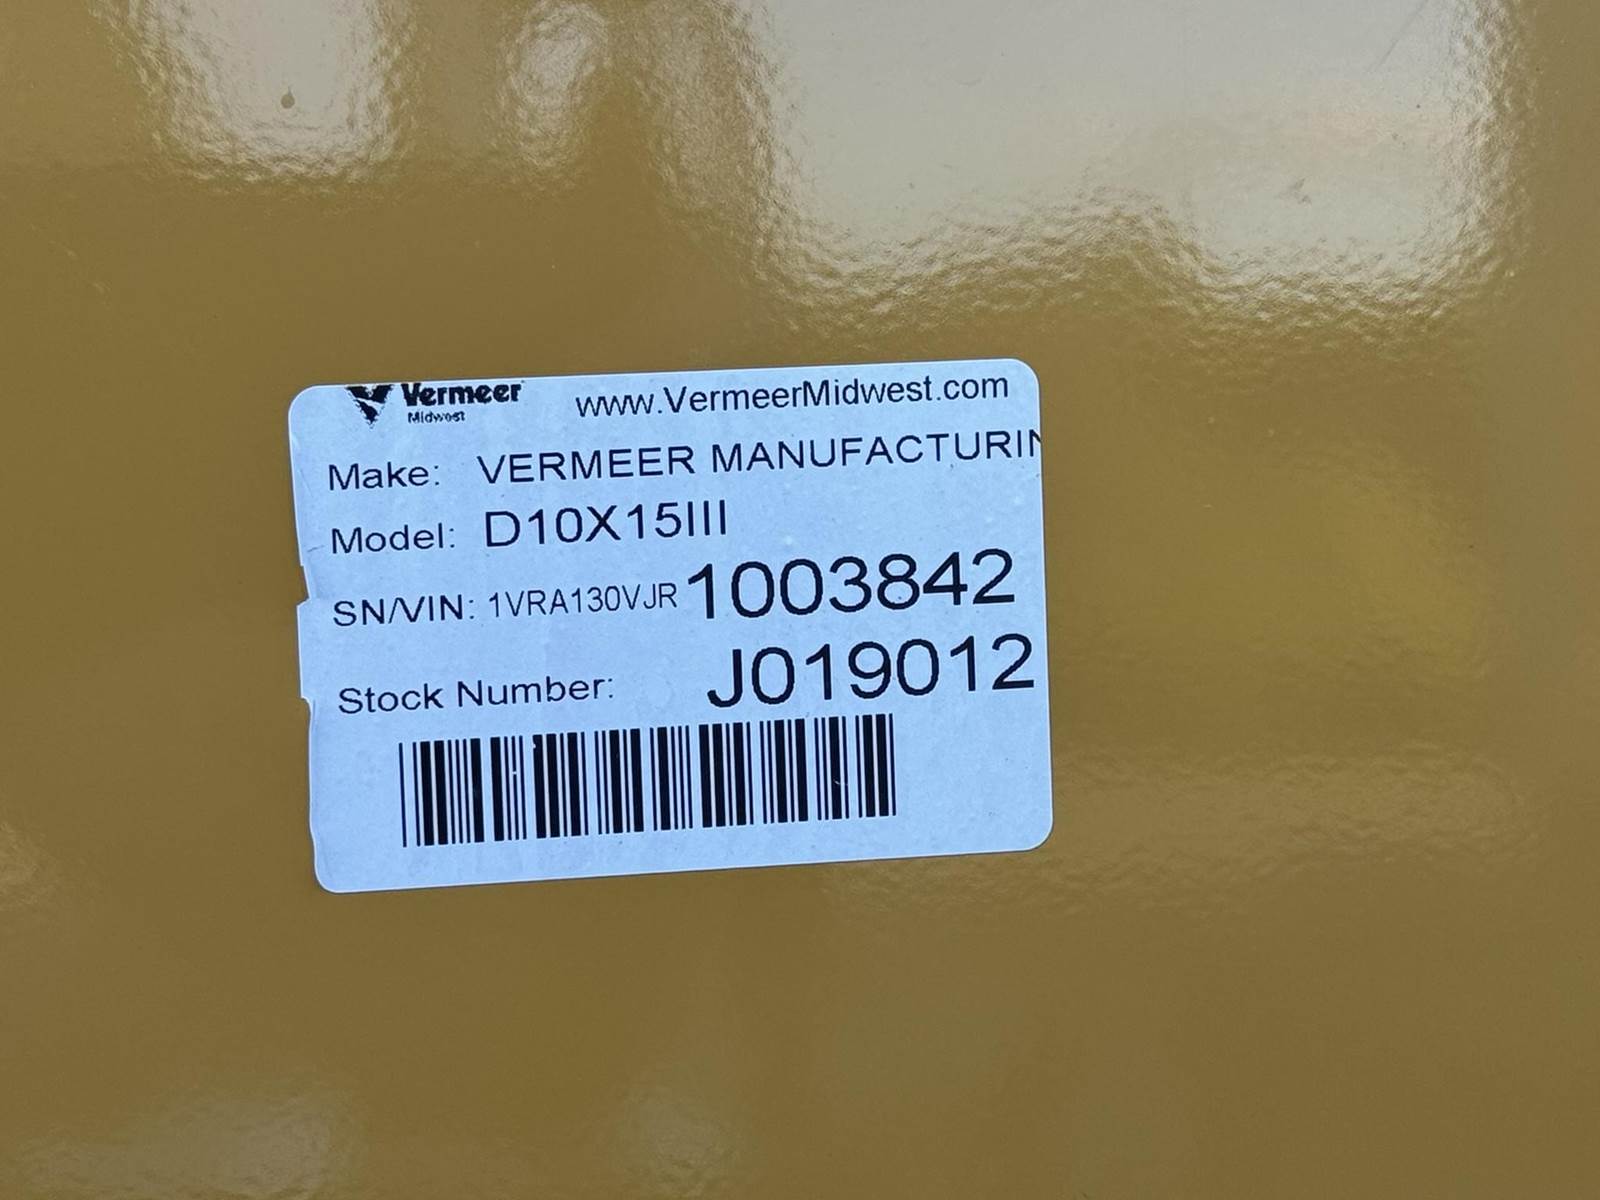 Vermeer
Midwest
www.VermeerMidwest.com
Make: VERMEER MANUFACTURIN
Model: D10X15III
SN/VIN: 1VRA130VJR1003842
Stock Number: J019012